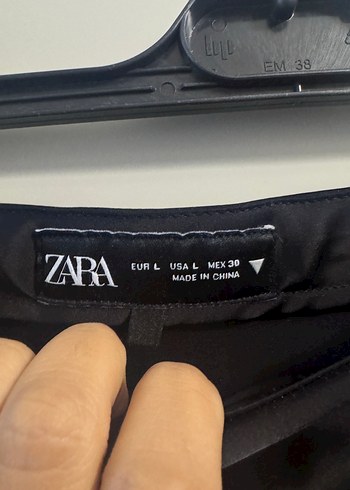 EM 38
ZARA
EUR L USA L MEX 30
MADE IN CHINA